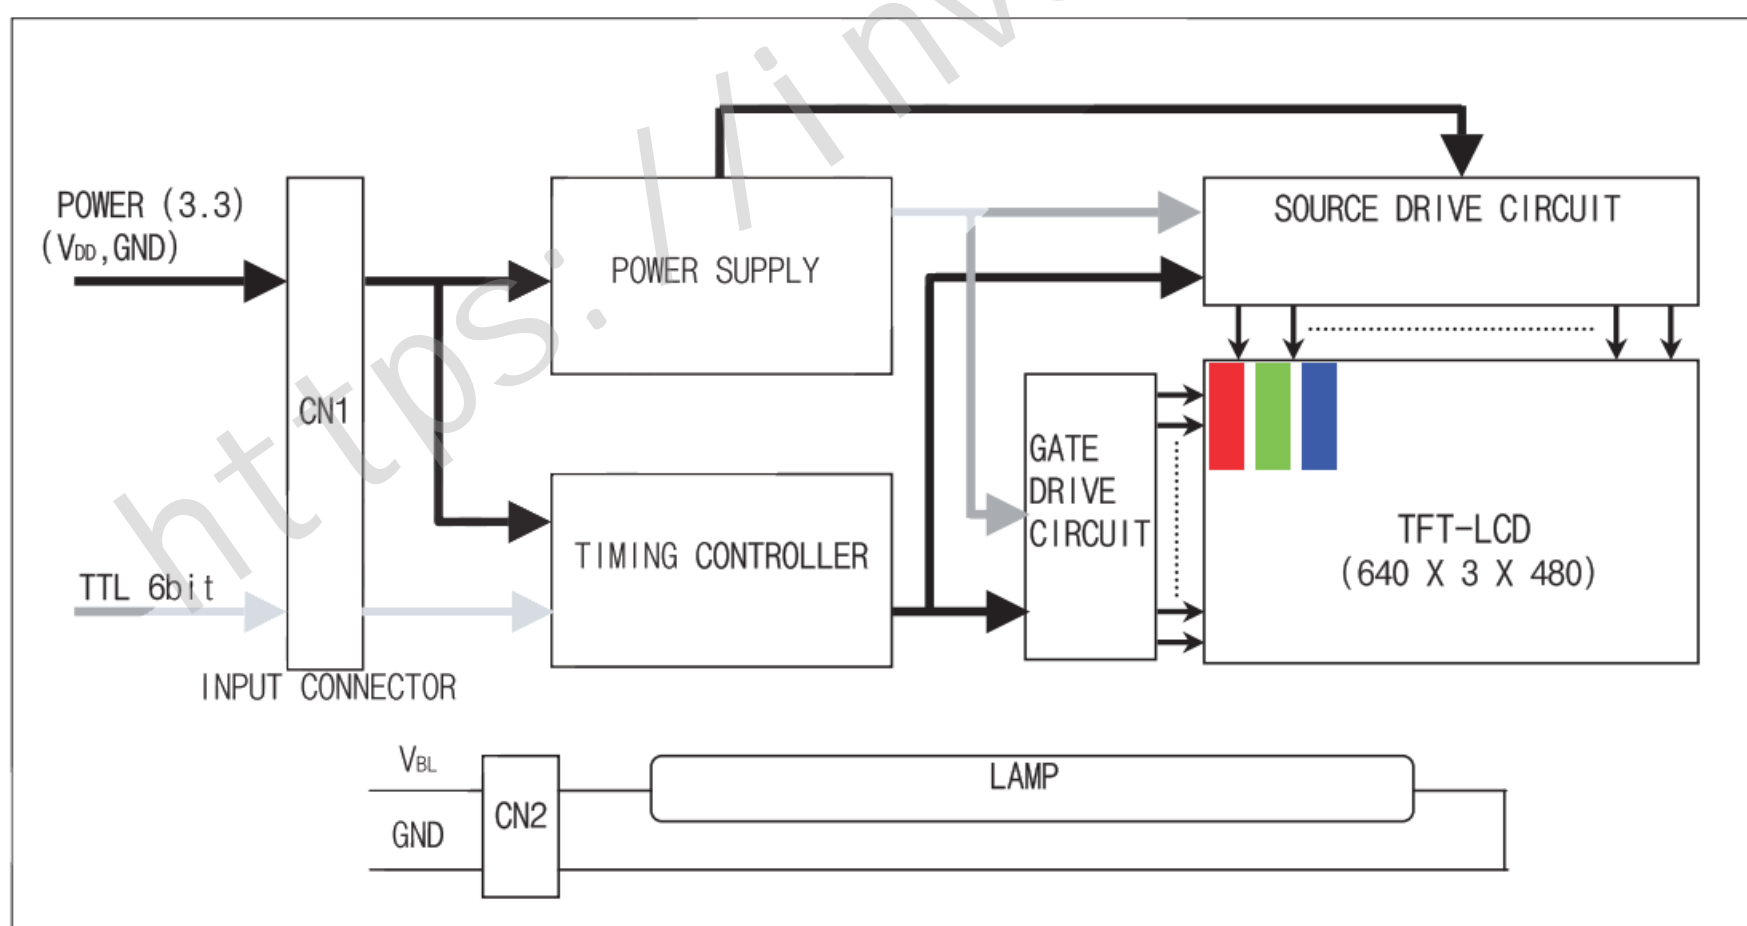 https://inv
POWER (3.3)
(VDD,GND)
CN1
POWER SUPPLY
SOURCE DRIVE CIRCUIT
GATE
DRIVE
CIRCUIT
TIMING CONTROLLER
TFT-LCD
(640 X 3 X 480)
TTL 6bit
INPUT CONNECTOR
VBL
GND
CN2
LAMP